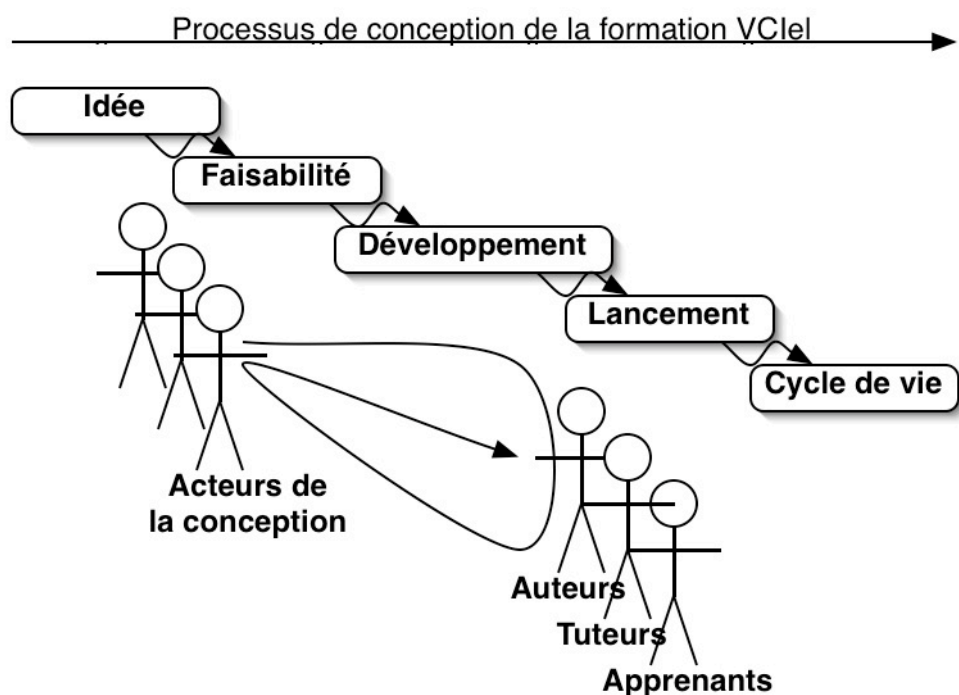 Processus de conception de la formation VCIel
Idée
Faisabilité
Développement
Lancement
Cycle de vie
Acteurs de
la conception
Auteurs
Tuteurs
Apprenants